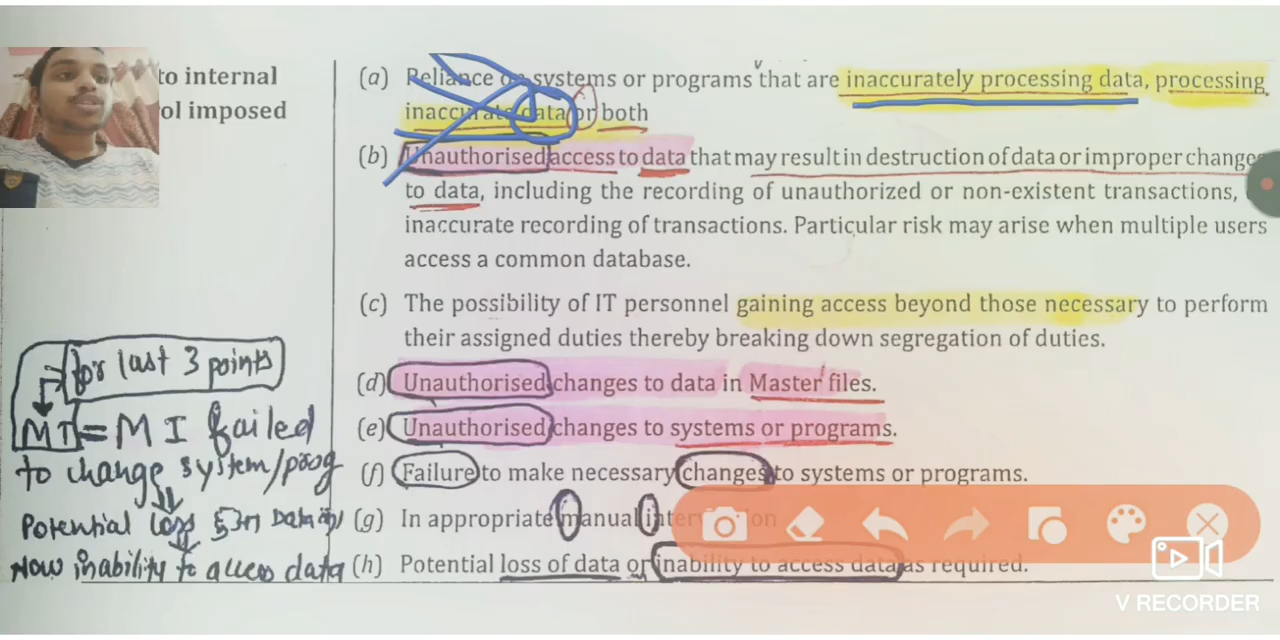 to internal
ol imposed
(a) Reliance on systems or programs that are inaccurately processing data, processing
inaccurate data or both
(b) Unauthorised access to data that may result in destruction of data or improper change
to data, including the recording of unauthorized or non-existent transactions,
inaccurate recording of transactions. Particular risk may arise when multiple users
access a common database.
(c) The possibility of IT personnel gaining access beyond those necessary to perform
their assigned duties thereby breaking down segregation of duties.
(d) Unauthorised changes to data in Master files.
(e) Unauthorised changes to systems or programs.
(f) Failure to make necessary changes to systems or programs.
(g) In appropriate manual intervention
(h) Potential loss of data or inability to access data as required.
for last 3 points
MI = MI failed
to change system/prog
Potential loss
Now inability to access data
V RECORDER